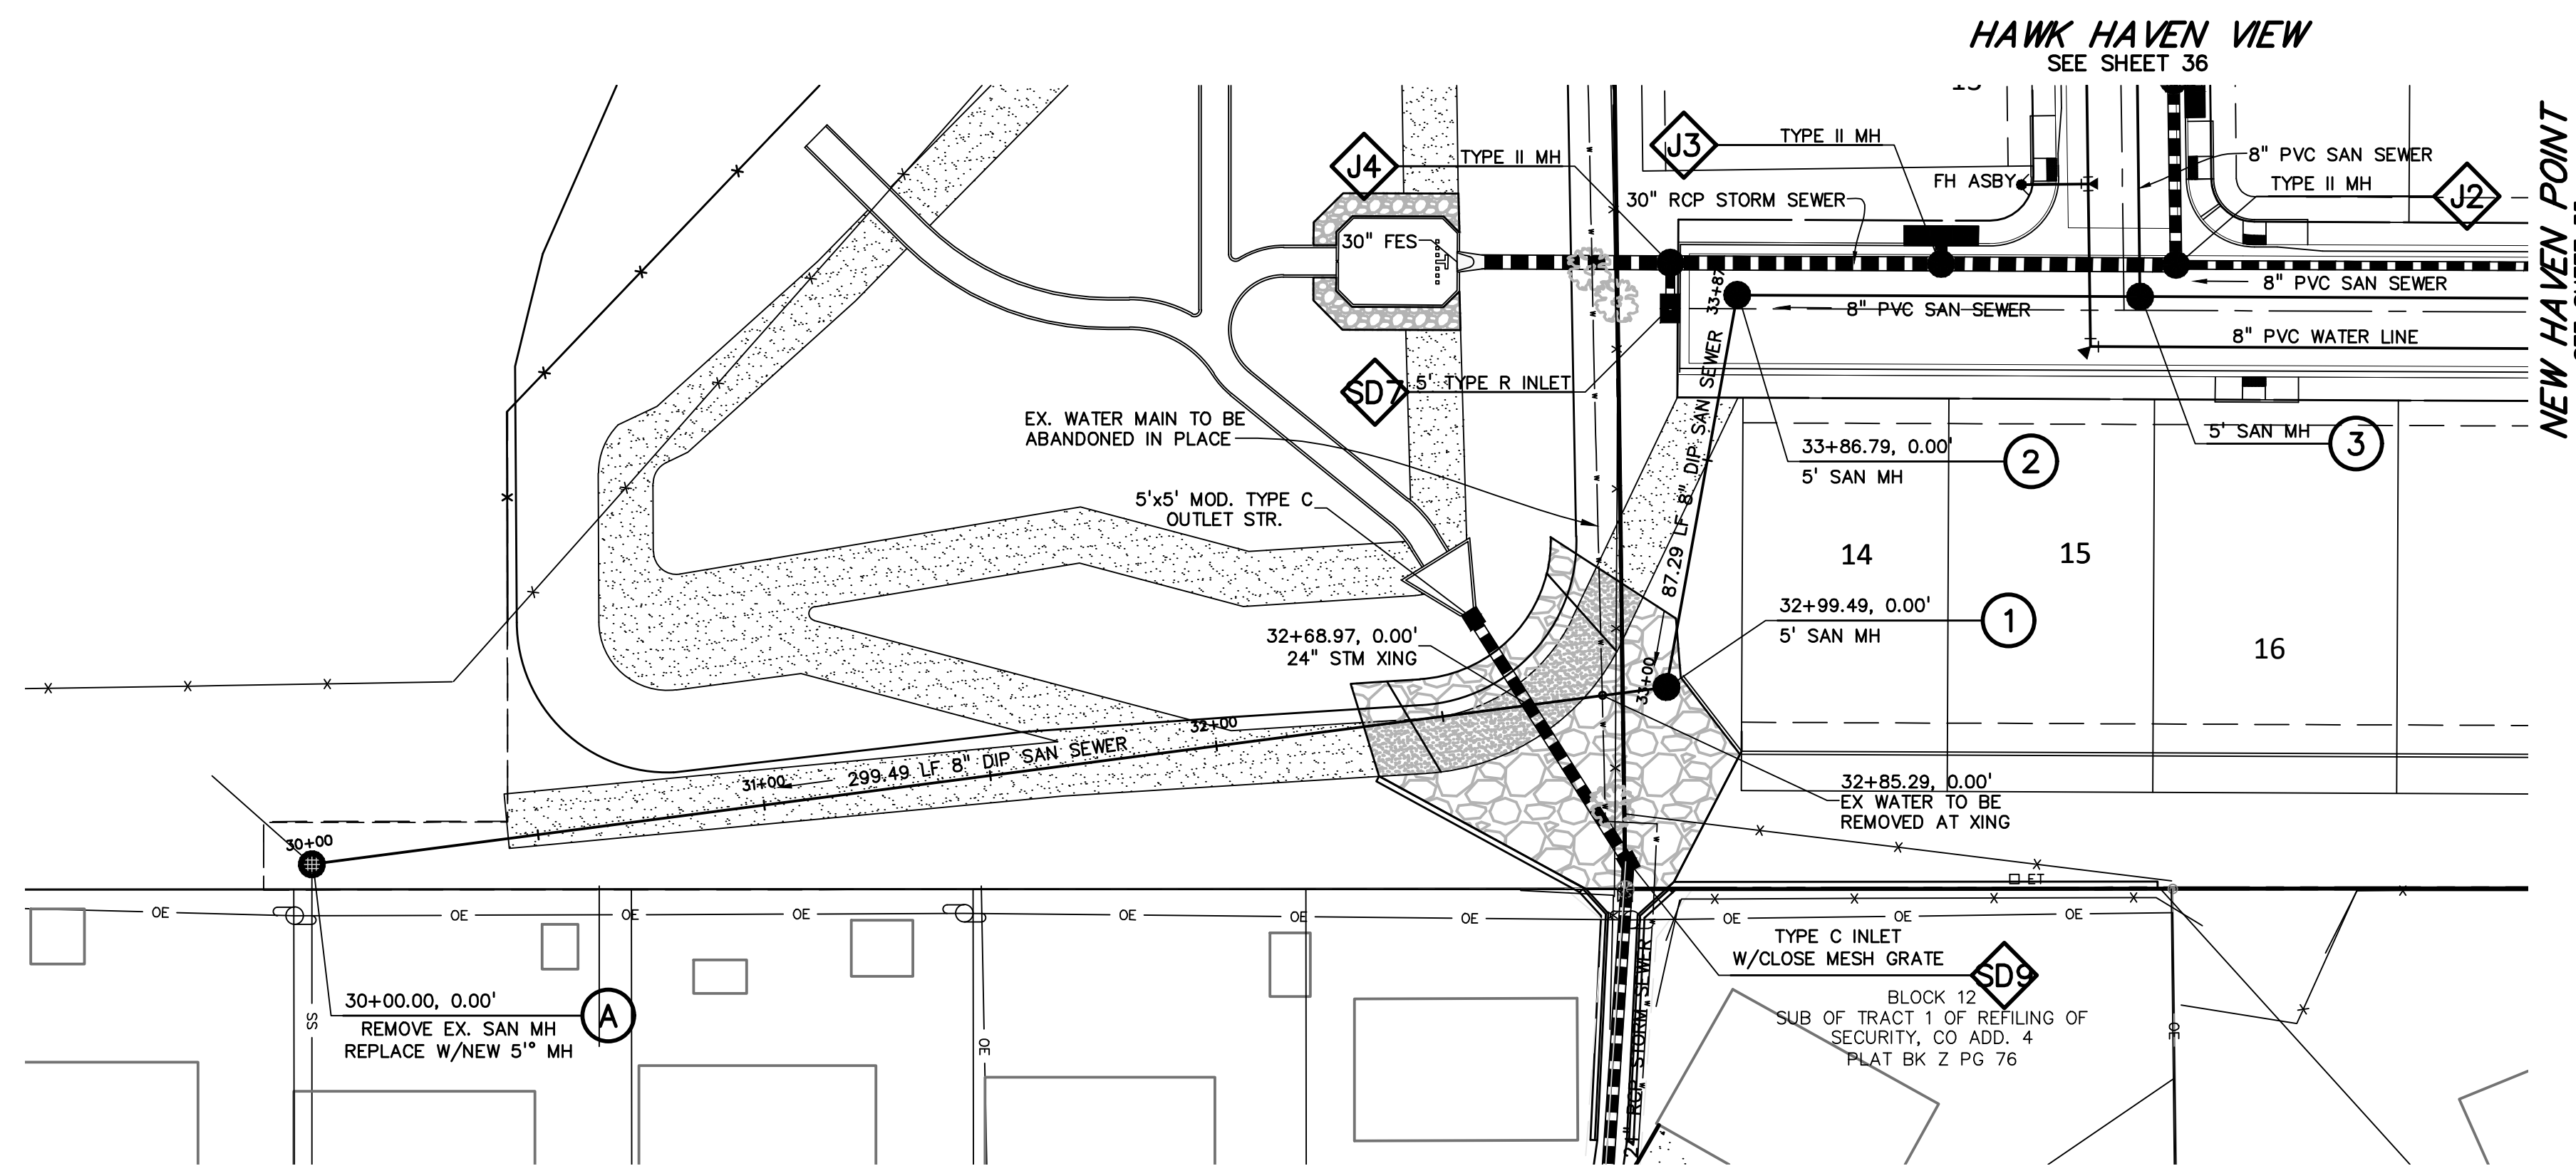 HAWK HAVEN VIEW
SEE SHEET 36
NEW HAVEN POINT
J4
TYPE II MH
J3
TYPE II MH
8" PVC SAN SEWER
TYPE II MH
J2
FH ASBY
30" RCP STORM SEWER
30" FES
8" PVC SAN SEWER
8" PVC SAN SEWER
8" PVC WATER LINE
SD7
5' TYPE R INLET
33+87
87.29 LF 8" DIP SAN SEWER
33+00
EX. WATER MAIN TO BE
ABANDONED IN PLACE
5'x5' MOD. TYPE C
OUTLET STR.
33+86.79, 0.00'
5' SAN MH
2
5' SAN MH
3
14
15
16
32+99.49, 0.00'
5' SAN MH
1
32+68.97, 0.00'
24" STM XING
32+00
31+00
299.49 LF 8" DIP SAN SEWER
30+00
32+85.29, 0.00'
EX WATER TO BE
REMOVED AT XING
ET
OE
OE
OE
OE
OE
OE
OE
OE
OE
OE
OE
OE
SS
W
TYPE C INLET
W/CLOSE MESH GRATE
SD9
30+00.00, 0.00'
REMOVE EX. SAN MH
REPLACE W/NEW 5'° MH
A
24" RCP STORM SEWER
BLOCK 12
SUB OF TRACT 1 OF REFILING OF
SECURITY, CO ADD. 4
PLAT BK Z PG 76